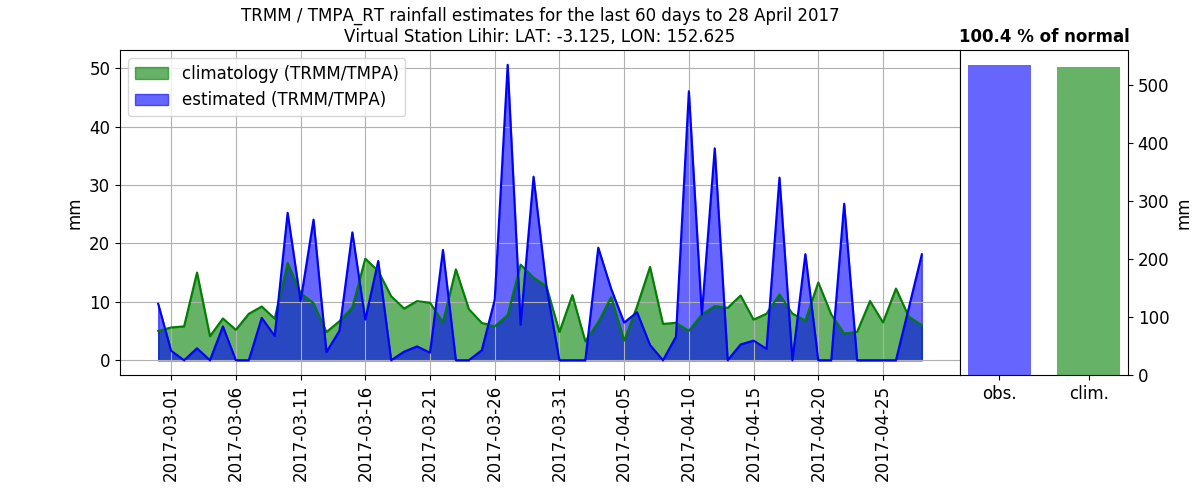 TRMM / TMPA_RT rainfall estimates for the last 60 days to 28 April 2017
Virtual Station Lihir: LAT: -3.125, LON: 152.625
100.4 % of normal
climatology (TRMM/TMPA)
estimated (TRMM/TMPA)
50
40
30
20
10
0
mm
2017-03-01
2017-03-06
2017-03-11
2017-03-16
2017-03-21
2017-03-26
2017-03-31
2017-04-05
2017-04-10
2017-04-15
2017-04-20
2017-04-25
500
400
300
200
100
0
mm
obs.
clim.